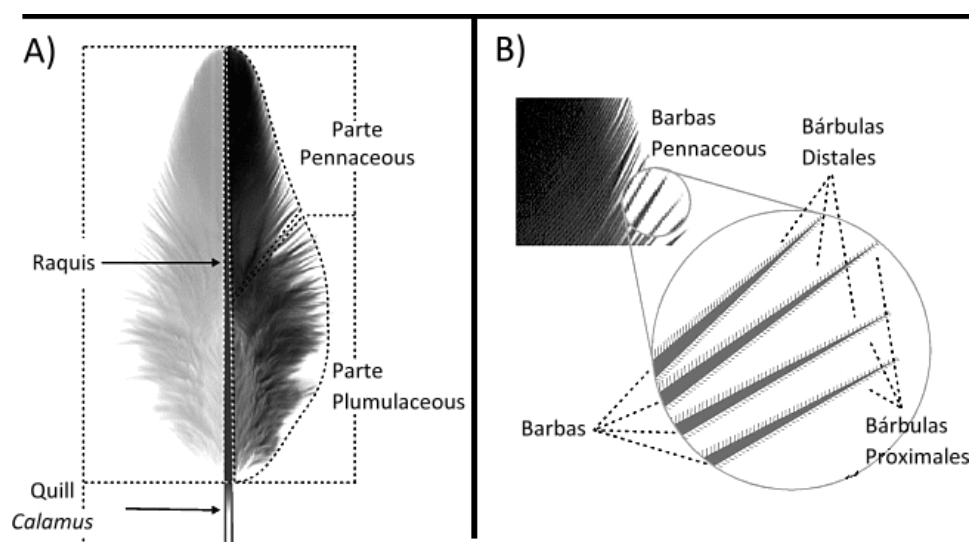 A)
Parte
Pennaceous
Raquis
Parte
Plumulaceous
Quill
Calamus
B)
Barbas
Pennaceous
Bárbulas
Distales
Barbas
Bárbulas
Proximales